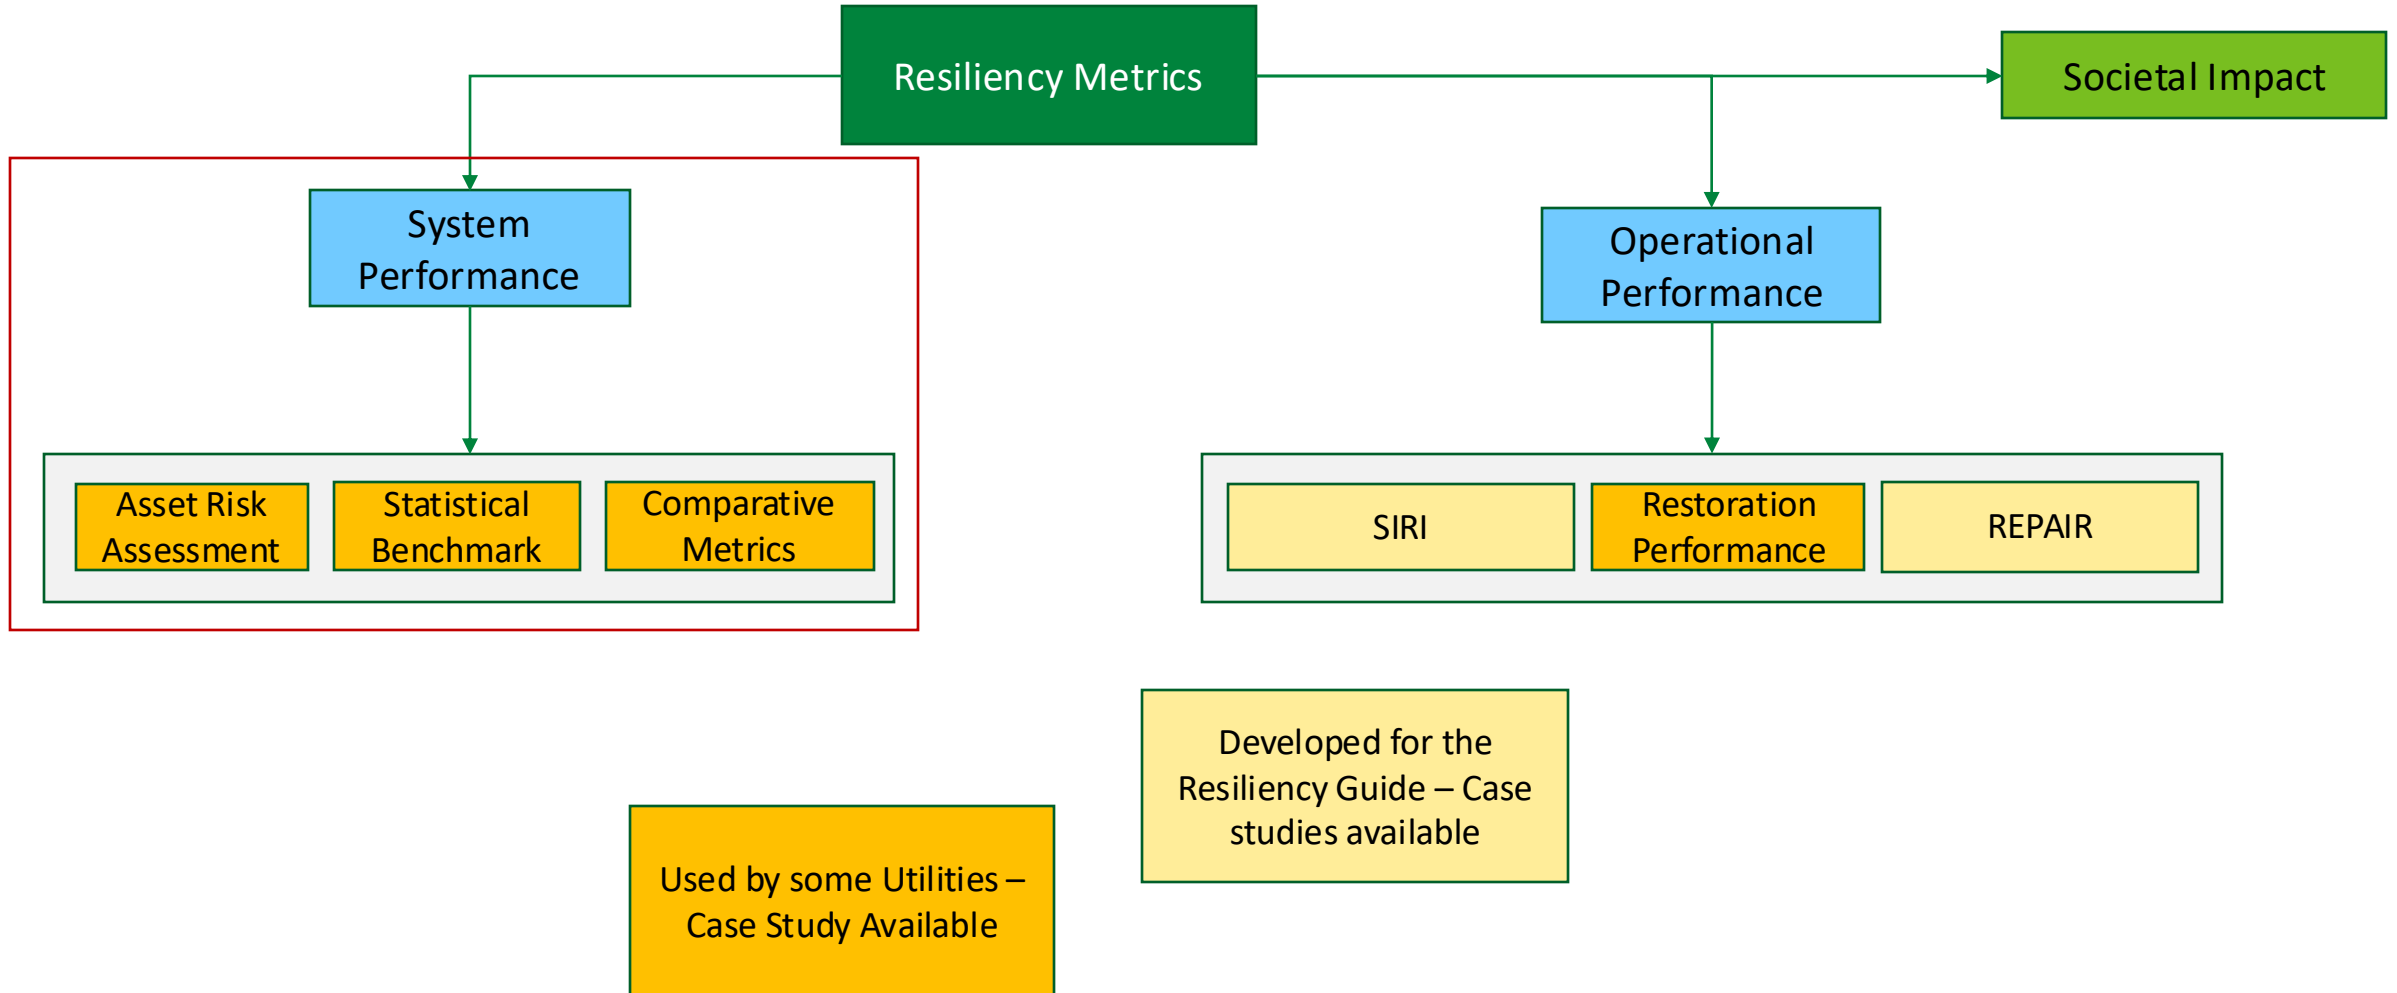 Resiliency Metrics
Societal Impact
System
Performance
Operational
Performance
Asset Risk
Assessment
Statistical
Benchmark
Comparative
Metrics
SIRI
Restoration
Performance
REPAIR
Developed for the
Resiliency Guide – Case
studies available
Used by some Utilities –
Case Study Available